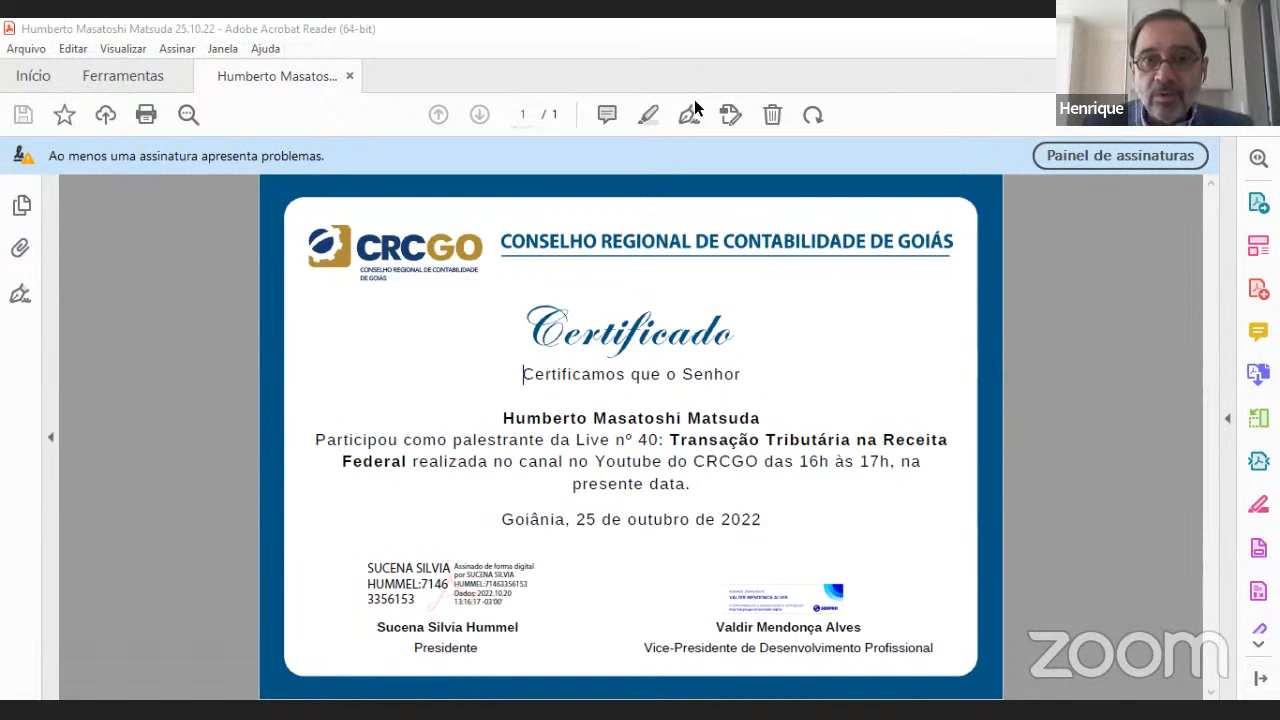 Humberto Masatoshi Matsuda 25.10.22 - Adobe Acrobat Reader (64-bit)
Arquivo Editar Visualizar Assinar Janela Ajuda
Início Ferramentas Humberto Masatos... ×
1 / 1
Henrique
Ao menos uma assinatura apresenta problemas.
Painel de assinaturas
CRCGO
CONSELHO REGIONAL DE CONTABILIDADE
DE GOIÁS
CONSELHO REGIONAL DE CONTABILIDADE DE GOIÁS
Certificado
Certificamos que o Senhor
Humberto Masatoshi Matsuda
Participou como palestrante da Live nº 40: Transação Tributária na Receita
Federal realizada no canal no Youtube do CRCGO das 16h às 17h, na
presente data.
Goiânia, 25 de outubro de 2022
SUCENA SILVIA
HUMMEL:7146
3356153
Assinado de forma digital
por SUCENA SILVIA
HUMMEL:71463356153
Dados: 2022.10.20
13:16:17 -03'00'
Sucena Silvia Hummel
Presidente
VALDIR MENDONÇA ALVES
SERPRO
Valdir Mendonça Alves
Vice-Presidente de Desenvolvimento Profissional
zoom